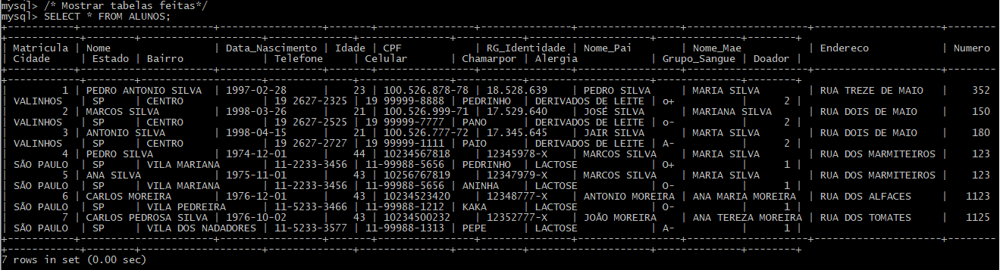 mysql> /* Mostrar tabelas feitas*/
mysql> SELECT * FROM ALUNOS;
| Matricula | Nome | Data_Nascimento | Idade | CPF | RG_Identidade | Nome_Pai | Nome_Mae | Endereco | Numero
| Cidade | Estado | Bairro | Telefone | Celular | Chamarpor | Alergia | Grupo_Sangue | Doador |
| 1 | PEDRO ANTONIO SILVA | 1997-02-28 | 23 | 100.526.878-78 | 18.528.639 | PEDRO SILVA | MARIA SILVA | RUA TREZE DE MAIO | 352
| VALINHOS | SP | CENTRO | 19 2627-2325 | 19 99999-8888 | PEDRINHO | DERIVADOS DE LEITE | o+ | 2 |
| 2 | MARCOS SILVA | 1998-03-26 | 21 | 100.526.999-71 | 17.529.640 | JOSÉ SILVA | MARIANA SILVA | RUA DOIS DE MAIO | 150
| VALINHOS | SP | CENTRO | 19 2627-2525 | 19 99999-7777 | PANO | DERIVADOS DE LEITE | o- | 2 |
| 3 | ANTONIO SILVA | 1998-04-15 | 21 | 100.526.777-72 | 17.345.645 | JAIR SILVA | MARTA SILVA | RUA DOIS DE MAIO | 180
| VALINHOS | SP | CENTRO | 19 2627-2727 | 19 99999-1111 | PAIO | DERIVADOS DE LEITE | A- | 2 |
| 4 | PEDRO SILVA | 1974-12-01 | 44 | 10234567818 | 12345978-X | MARCOS SILVA | MARIA SILVA | RUA DOS MARMITEIROS | 123
| SÃO PAULO | SP | VILA MARIANA | 11-2233-3456 | 11-99988-5656 | PEDRINHO | LACTOSE | O+ | 1 |
| 5 | ANA SILVA | 1975-11-01 | 43 | 10256767819 | 12347979-X | MARCOS SILVA | MARIA SILVA | RUA DOS MARMITEIROS | 123
| SÃO PAULO | SP | VILA MARIANA | 11-2233-3456 | 11-99988-5656 | ANINHA | LACTOSE | O- | 1 |
| 6 | CARLOS MOREIRA | 1976-12-01 | 43 | 10234523420 | 12348777-X | ANTONIO MOREIRA | ANA MARIA MOREIRA | RUA DOS ALFACES | 1123
| SÃO PAULO | SP | VILA PEDREIRA | 11-5233-3466 | 11-99988-1212 | KAKA | LACTOSE | O- | 1 |
| 7 | CARLOS PEDROSA SILVA | 1976-10-02 | 43 | 10234500232 | 12352777-X | JOÃO MOREIRA | ANA TEREZA MOREIRA | RUA DOS TOMATES | 1125
| SÃO PAULO | SP | VILA DOS NADADORES | 11-5233-3577 | 11-99988-1313 | PEPE | LACTOSE | A- | 1 |
7 rows in set (0.00 sec)